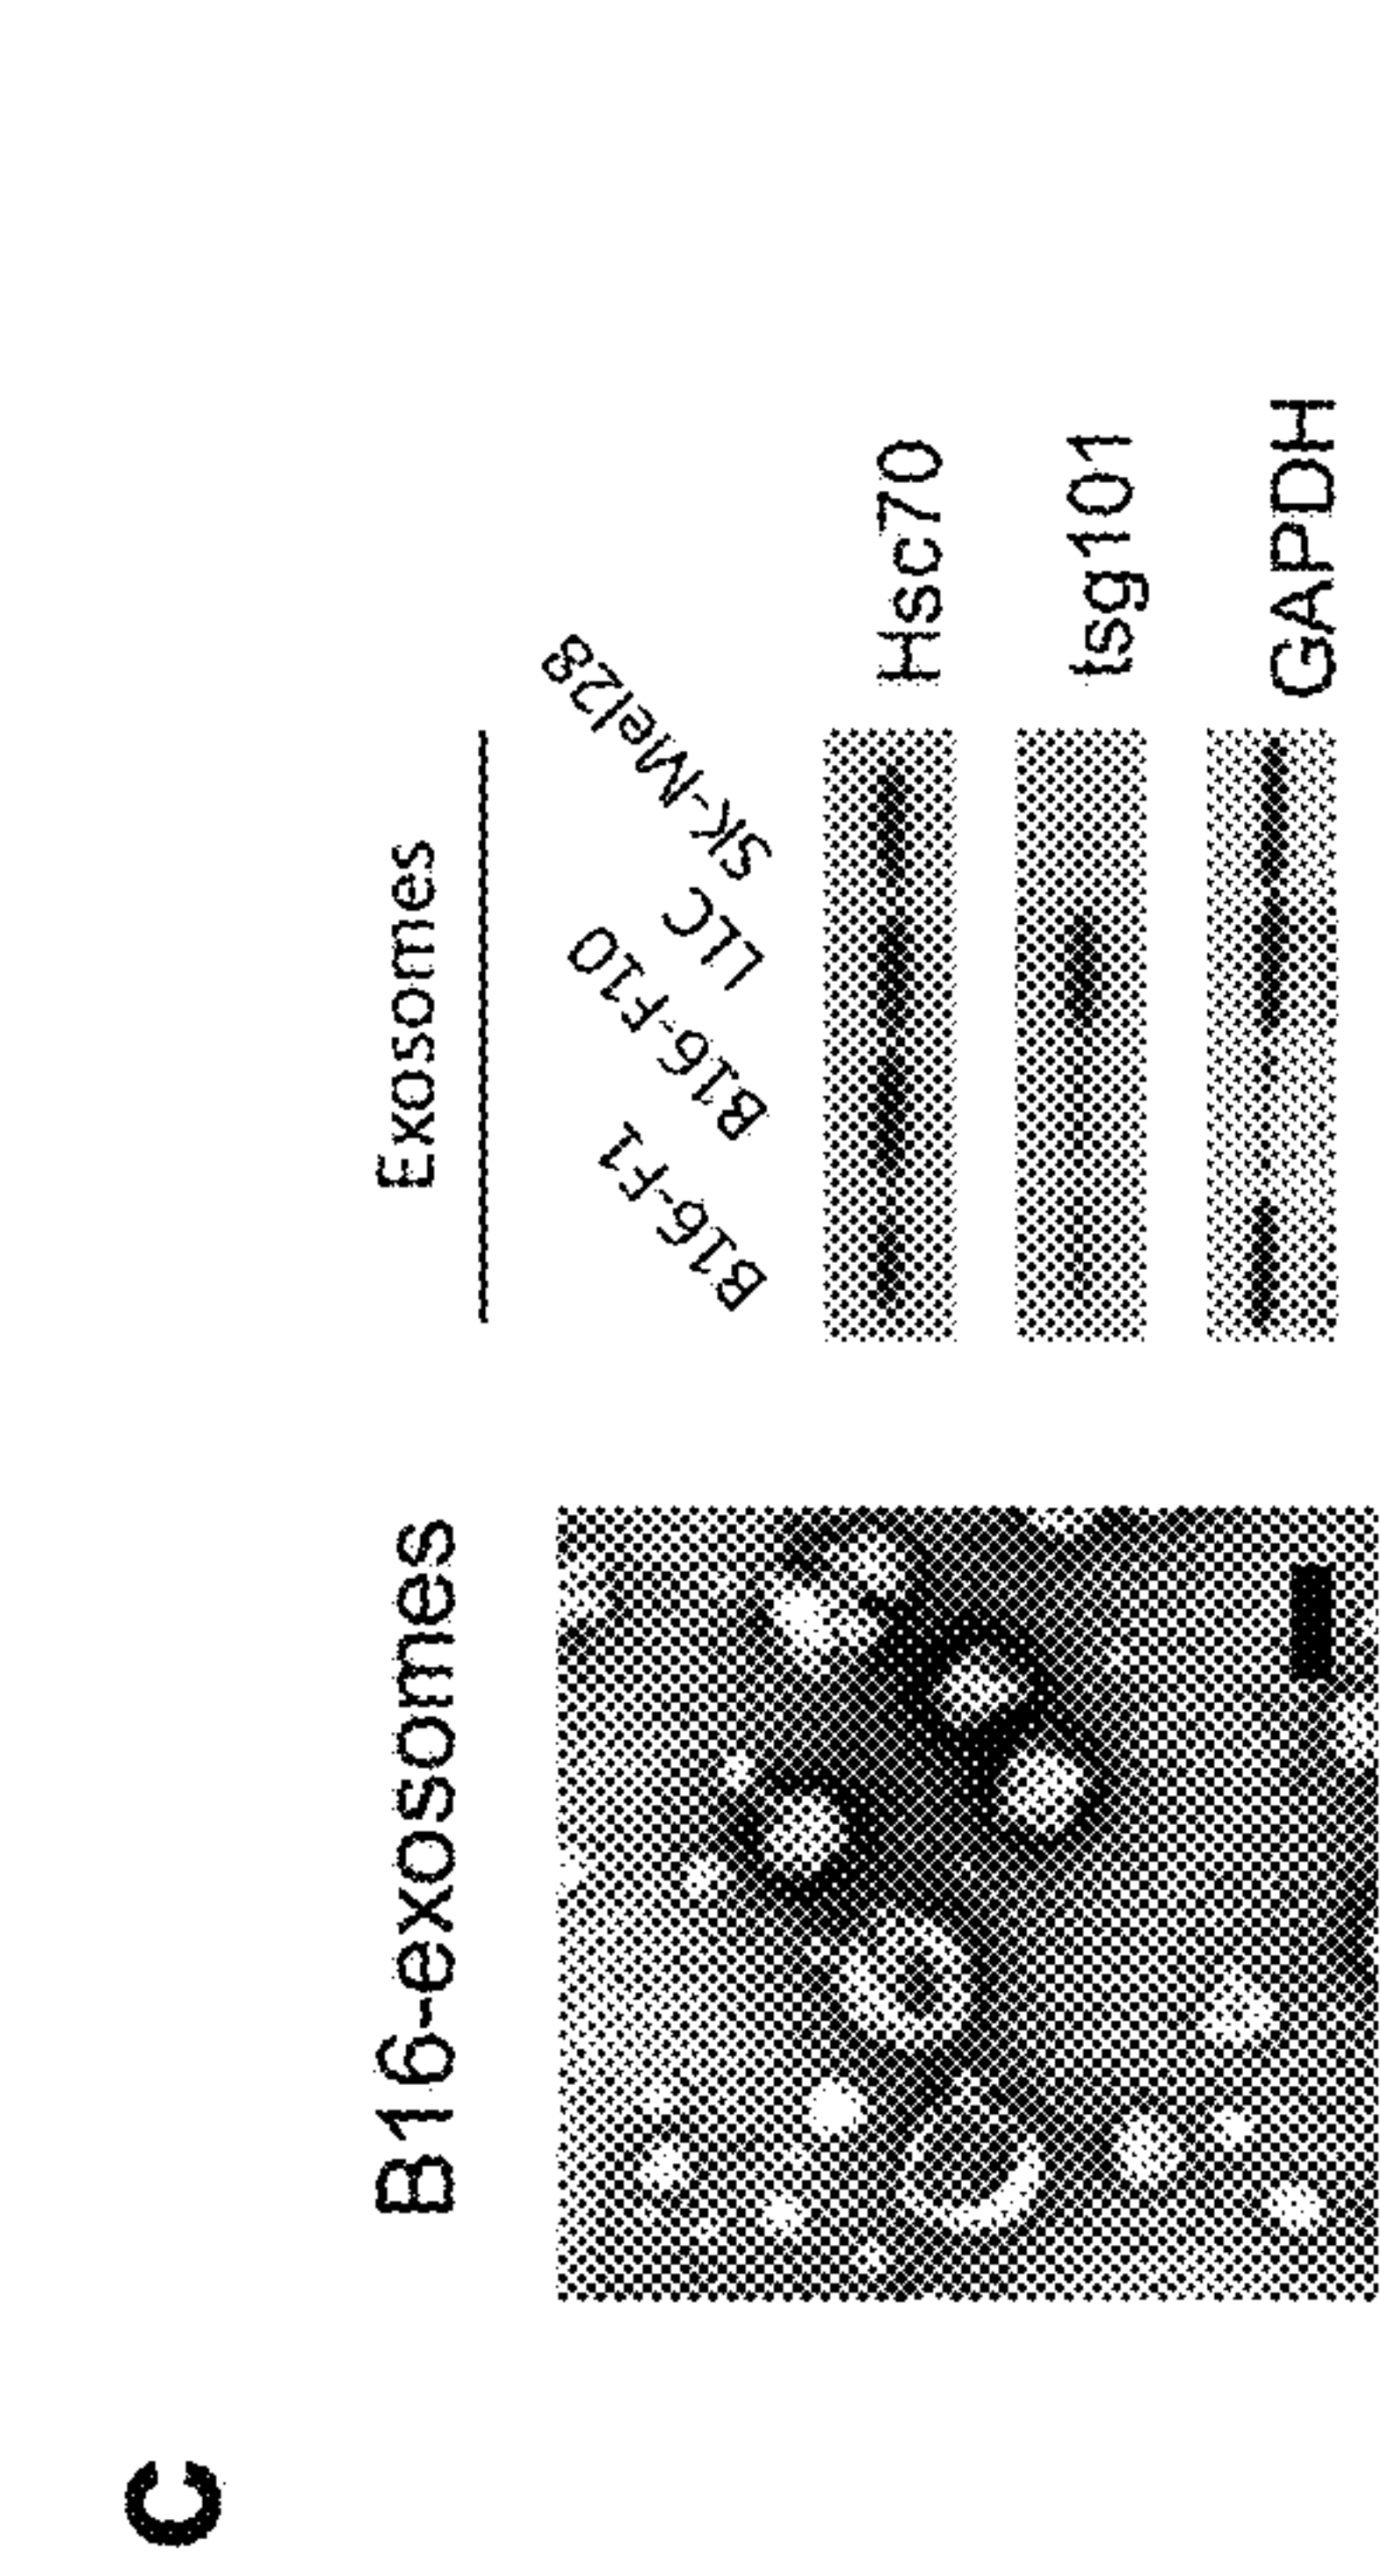 C
B16-exosomes
Exosomes
B16-F1
B16-F10
LLC
SK-Mel28
Hsc70
tsg101
GAPDH